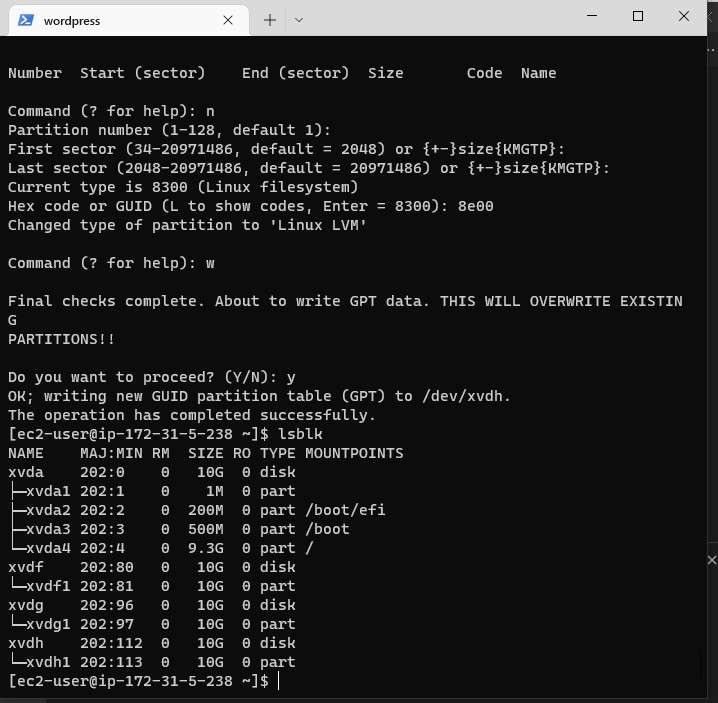 wordpress
Number  Start (sector)    End (sector)  Size       Code  Name
Command (? for help): n
Partition number (1-128, default 1):
First sector (34-20971486, default = 2048) or {+-}size{KMGTP}:
Last sector (2048-20971486, default = 20971486) or {+-}size{KMGTP}:
Current type is 8300 (Linux filesystem)
Hex code or GUID (L to show codes, Enter = 8300): 8e00
Changed type of partition to 'Linux LVM'
Command (? for help): w
Final checks complete. About to write GPT data. THIS WILL OVERWRITE EXISTIN
G
PARTITIONS!!
Do you want to proceed? (Y/N): y
OK; writing new GUID partition table (GPT) to /dev/xvdh.
The operation has completed successfully.
[ec2-user@ip-172-31-5-238 ~]$ lsblk
NAME    MAJ:MIN RM  SIZE RO TYPE MOUNTPOINTS
xvda    202:0    0   10G  0 disk
├─xvda1 202:1    0    1M  0 part
├─xvda2 202:2    0  200M  0 part /boot/efi
├─xvda3 202:3    0  500M  0 part /boot
└─xvda4 202:4    0  9.3G  0 part /
xvdf    202:80   0   10G  0 disk
└─xvdf1 202:81   0   10G  0 part
xvdg    202:96   0   10G  0 disk
└─xvdg1 202:97   0   10G  0 part
xvdh    202:112  0   10G  0 disk
└─xvdh1 202:113  0   10G  0 part
[ec2-user@ip-172-31-5-238 ~]$